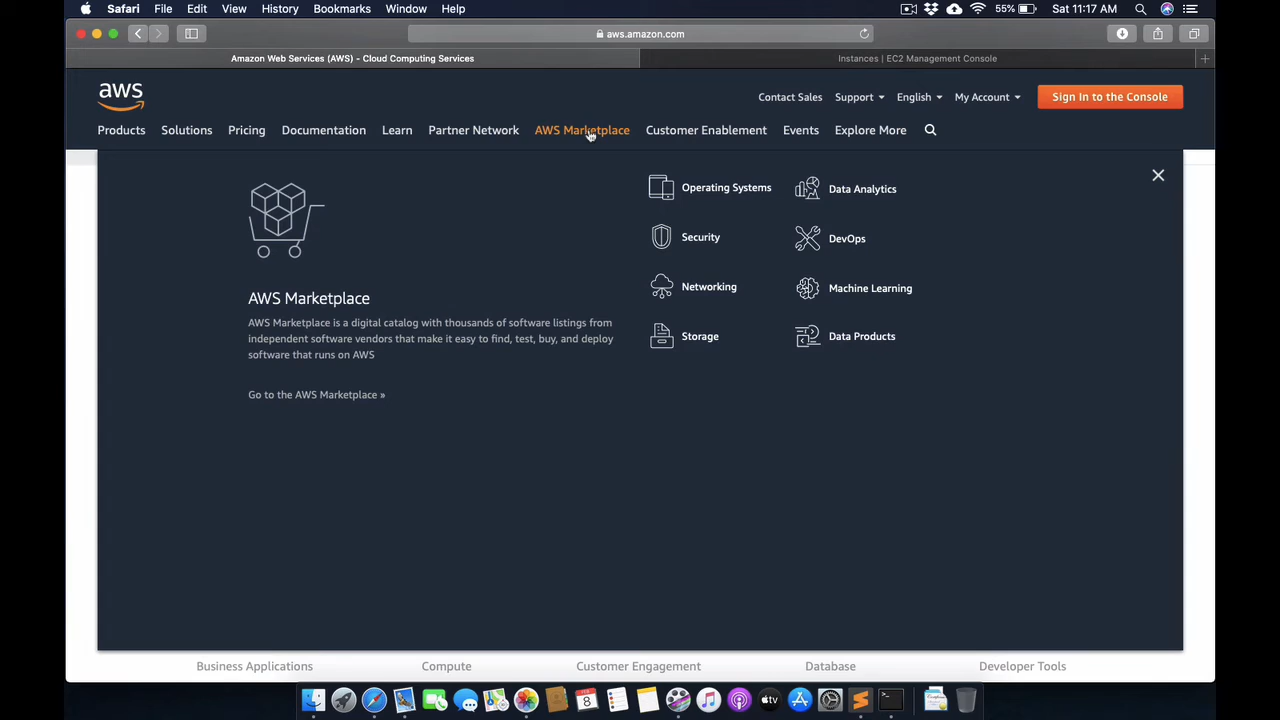 Safari File Edit View History Bookmarks Window Help 55% Sat 11:17 AM
aws.amazon.com
Amazon Web Services (AWS) - Cloud Computing Services Instances | EC2 Management Console
aws
Contact Sales Support English My Account Sign In to the Console
Products Solutions Pricing Documentation Learn Partner Network AWS Marketplace Customer Enablement Events Explore More
Operating Systems Data Analytics
Security DevOps
Networking Machine Learning
Storage Data Products
AWS Marketplace
AWS Marketplace is a digital catalog with thousands of software listings from
independent software vendors that make it easy to find, test, buy, and deploy
software that runs on AWS
Go to the AWS Marketplace »
Business Applications Compute Customer Engagement Database Developer Tools
8
tv